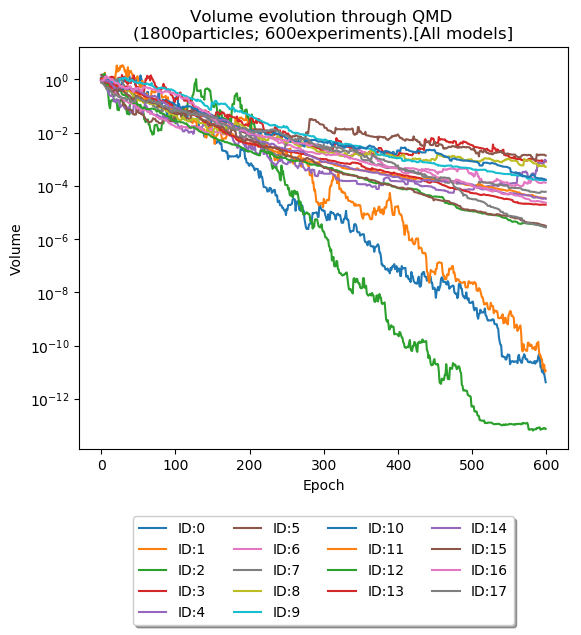 Volume evolution through QMD
(1800particles; 600experiments).[All models]
Volume
10⁰
10⁻²
10⁻⁴
10⁻⁶
10⁻⁸
10⁻¹⁰
10⁻¹²
0 100 200 300 400 500 600
Epoch
ID:0 ID:5 ID:10 ID:14
ID:1 ID:6 ID:11 ID:15
ID:2 ID:7 ID:12 ID:16
ID:3 ID:8 ID:13 ID:17
ID:4 ID:9